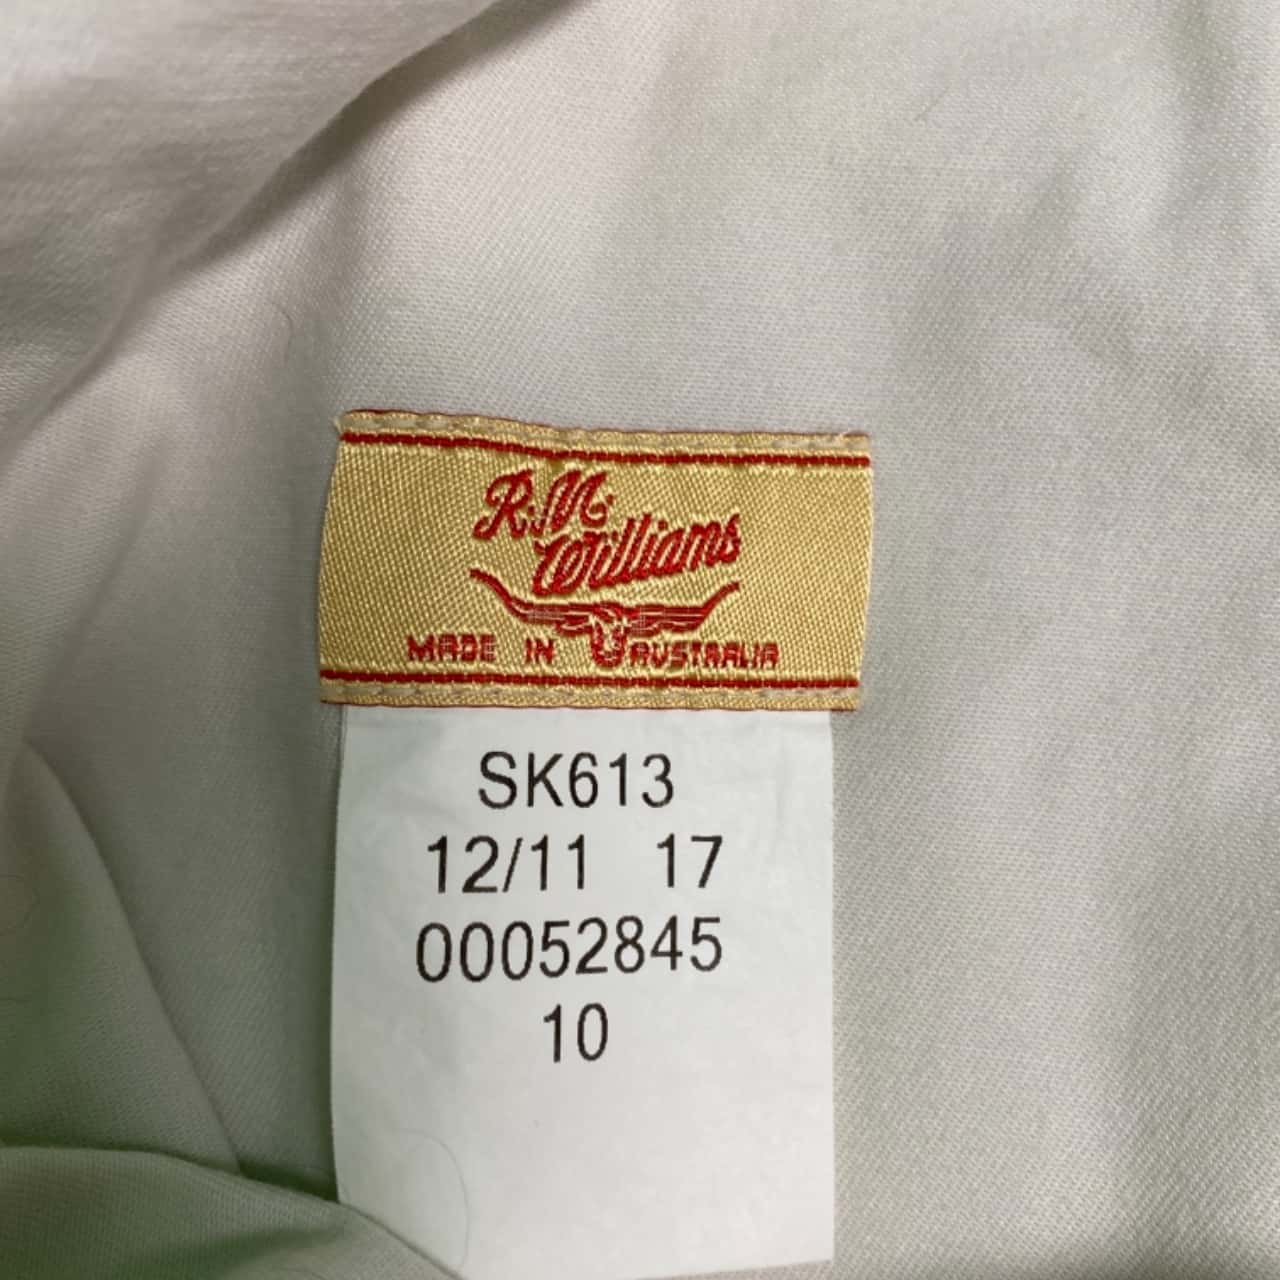 R.M.
Williams
MADE IN AUSTRALIA
SK613
12/11 17
00052845
10